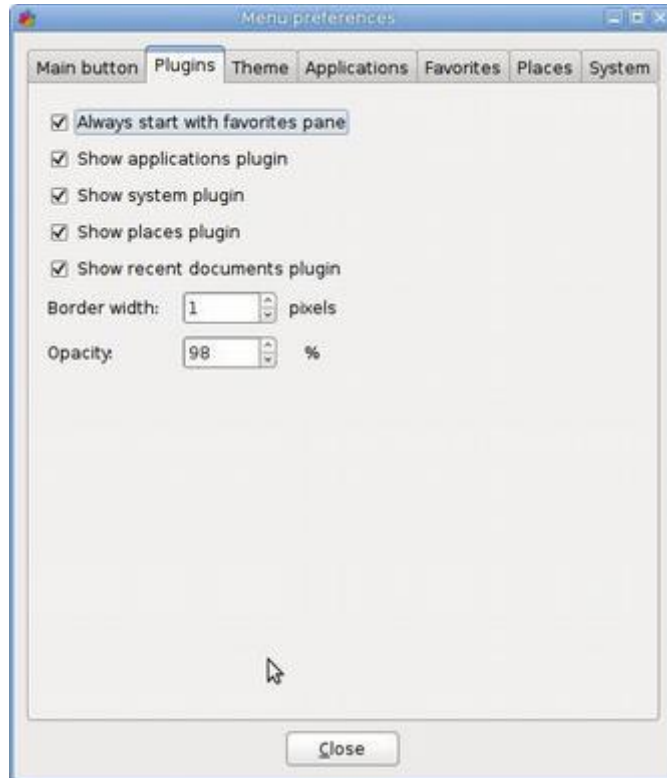 Menu preferences
Main button Plugins Theme Applications Favorites Places System
Always start with favorites pane
Show applications plugin
Show system plugin
Show places plugin
Show recent documents plugin
Border width: 1 pixels
Opacity: 98 %
Close